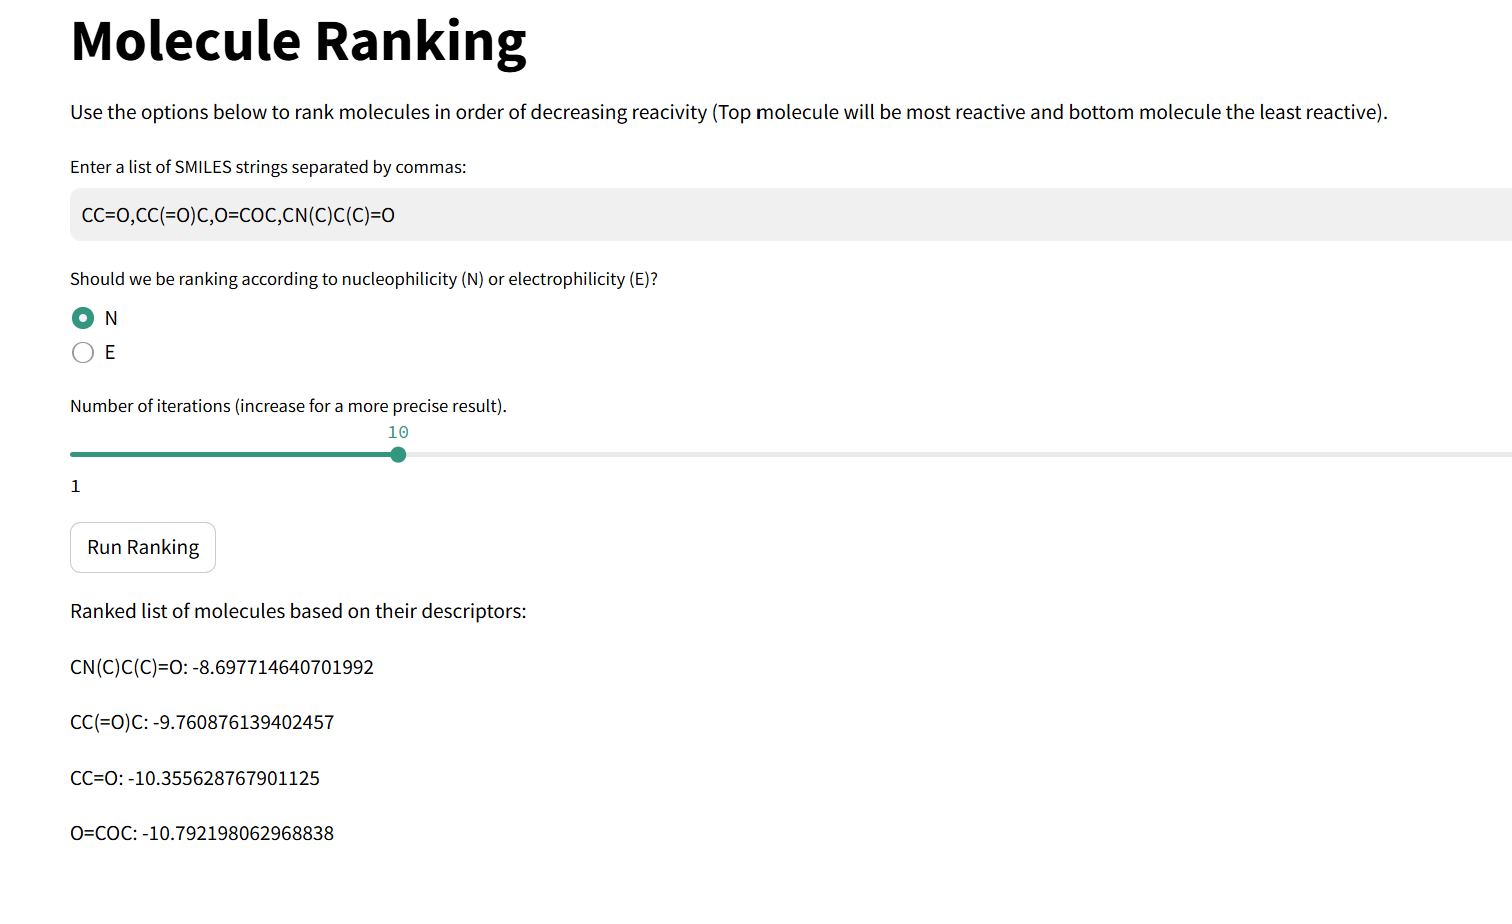 Molecule Ranking
Use the options below to rank molecules in order of decreasing reacivity (Top molecule will be most reactive and bottom molecule the least reactive).
Enter a list of SMILES strings separated by commas:
CC=O,CC(=O)C,O=COC,CN(C)C(C)=O
Should we be ranking according to nucleophilicity (N) or electrophilicity (E)?
N
E
Number of iterations (increase for a more precise result).
10
1
Run Ranking
Ranked list of molecules based on their descriptors:
CN(C)C(C)=O: -8.697714640701992
CC(=O)C: -9.760876139402457
CC=O: -10.355628767901125
O=COC: -10.792198062968838